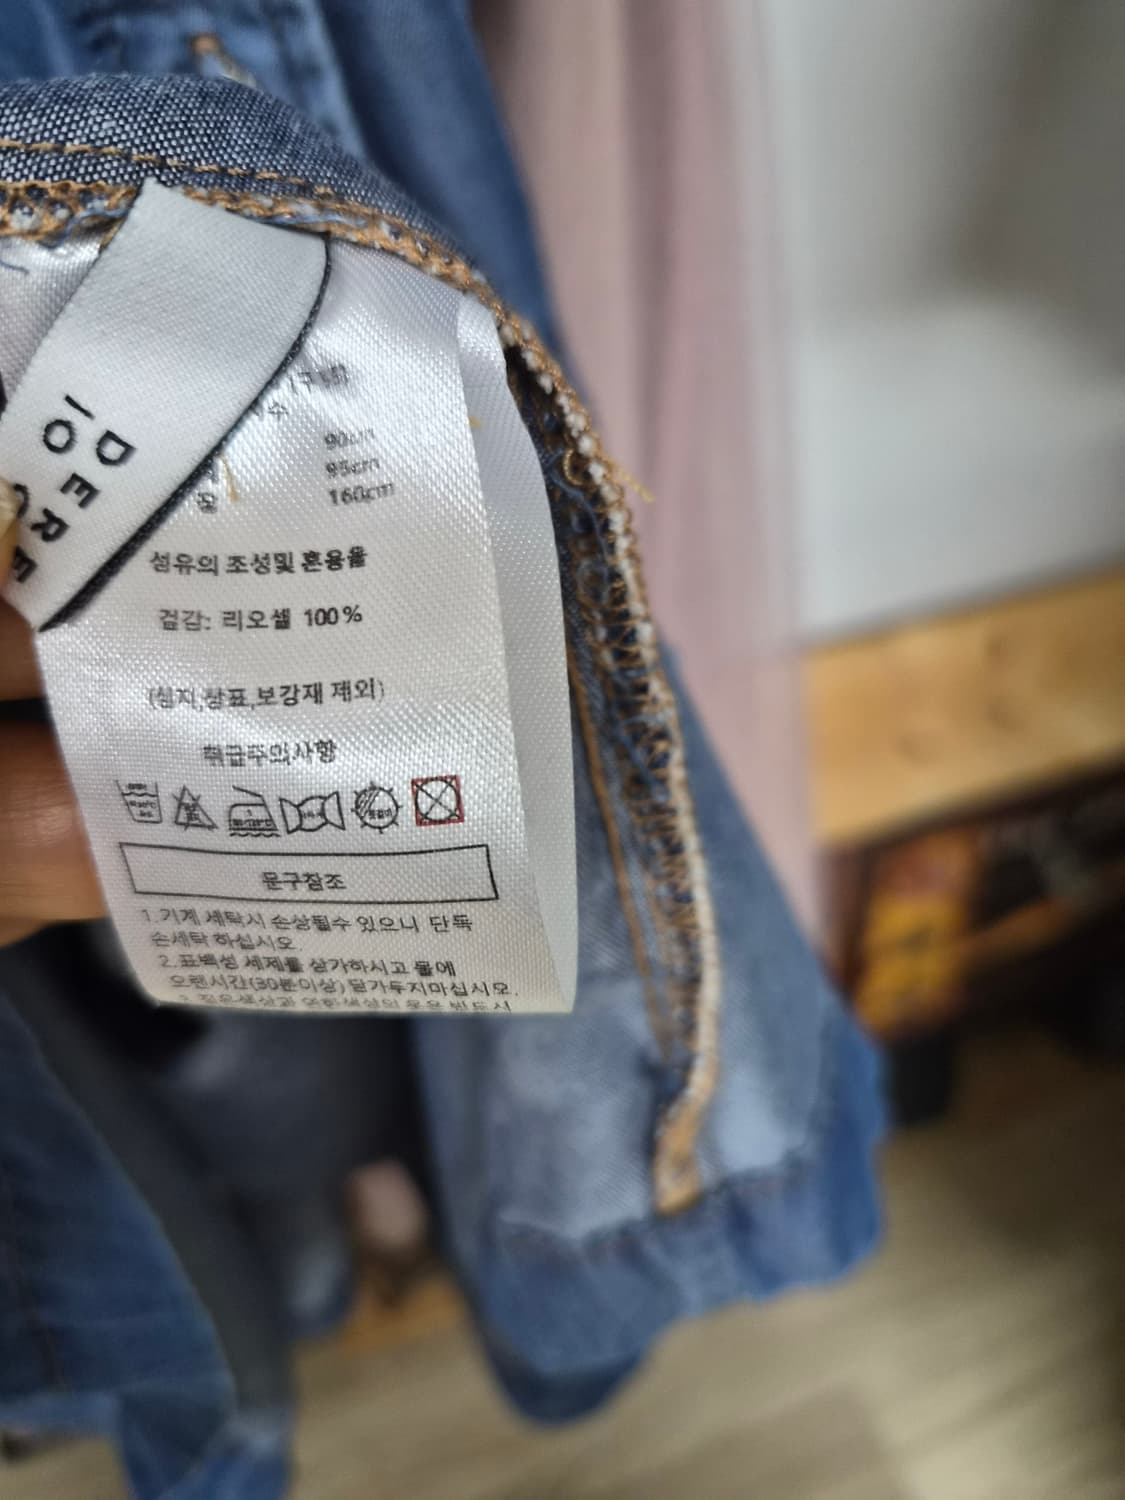 DERE
IO
90cm
95cm
160cm
섬유의 조성및 혼용율
겉감: 리오셀 100%
(심지,상표,보강재 제외)
취급주의사항
문구참조
1.기계 세탁시 손상될수 있으니 단독
손세탁 하십시오.
2.표백성 세제를 삼가하시고 물에
오랜시간(30분이상)담가두지마십시오.